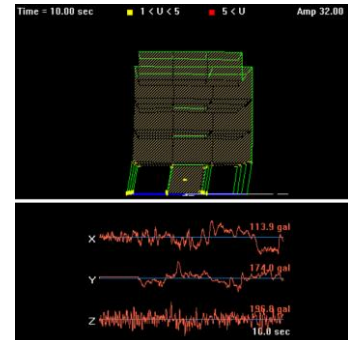 Time = 10.00 sec 1 < U < 5 5 < U Amp 32.00
113.9 gal
X
174.0 gal
Y
196.8 gal
Z
10.0 sec